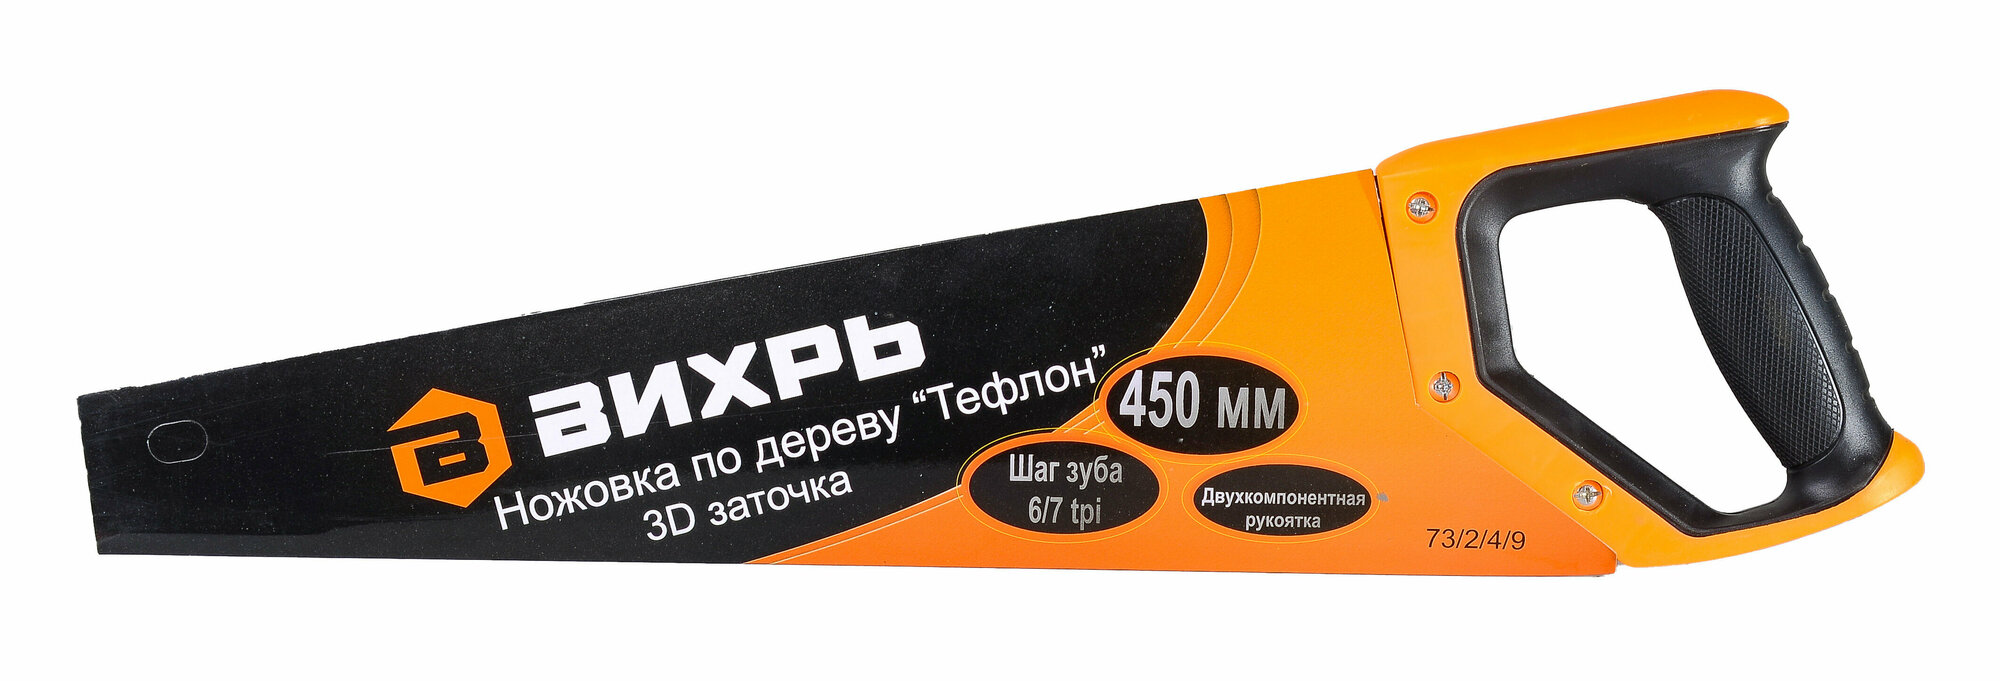 ВИХРЬ
Ножовка по дереву “Тефлон”
3D заточка
450 мм
Шаг зуба
6/7 tpi
Двухкомпонентная
рукоятка
73/2/4/9